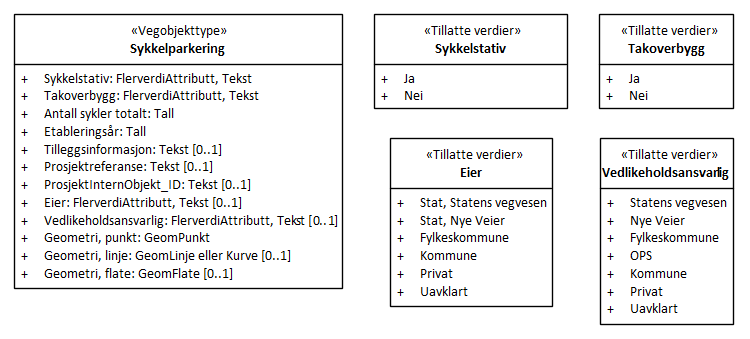 «Vegobjekttype»
Sykkelparkering
+ Sykkelstativ: FlerverdiAttributt, Tekst
+ Takoverbygg: FlerverdiAttributt, Tekst
+ Antall sykler totalt: Tall
+ Etableringsår: Tall
+ Tilleggsinformasjon: Tekst [0..1]
+ Prosjektreferanse: Tekst [0..1]
+ ProsjektInternObjekt_ID: Tekst [0..1]
+ Eier: FlerverdiAttributt, Tekst [0..1]
+ Vedlikeholdsansvarlig: FlerverdiAttributt, Tekst [0..1]
+ Geometri, punkt: GeomPunkt
+ Geometri, linje: GeomLinje eller Kurve [0..1]
+ Geometri, flate: GeomFlate [0..1]
«Tillatte verdier»
Sykkelstativ
+ Ja
+ Nei
«Tillatte verdier»
Takoverbygg
+ Ja
+ Nei
«Tillatte verdier»
Eier
+ Stat, Statens vegvesen
+ Stat, Nye Veier
+ Fylkeskommune
+ Kommune
+ Privat
+ Uavklart
«Tillatte verdier»
Vedlikeholdsansvarlig
+ Statens vegvesen
+ Nye Veier
+ Fylkeskommune
+ OPS
+ Kommune
+ Privat
+ Uavklart